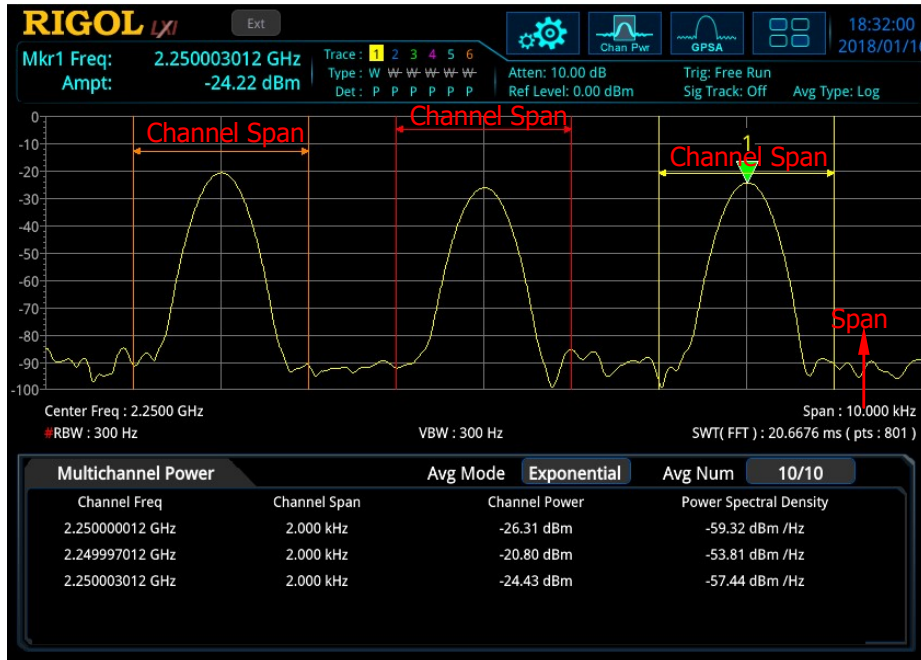 RIGOL LXI Ext Chan Pwr GPSA 18:32:00
2018/01/1
Mkr1 Freq: 2.250003012 GHz
Ampt: -24.22 dBm
Trace : 1 2 3 4 5 6
Type : W W W W W W
Det : P P P P P P
Atten: 10.00 dB Trig: Free Run
Ref Level: 0.00 dBm Sig Track: Off Avg Type: Log
0
-10
-20
-30
-40
-50
-60
-70
-80
-90
-100
Channel Span
Channel Span
1
Channel Span
Span
Center Freq : 2.2500 GHz Span : 10.000 kHz
#RBW : 300 Hz VBW : 300 Hz SWT( FFT ) : 20.6676 ms ( pts : 801 )
Multichannel Power Avg Mode Exponential Avg Num 10/10
Channel Freq Channel Span Channel Power Power Spectral Density
2.250000012 GHz 2.000 kHz -26.31 dBm -59.32 dBm /Hz
2.249997012 GHz 2.000 kHz -20.80 dBm -53.81 dBm /Hz
2.250003012 GHz 2.000 kHz -24.43 dBm -57.44 dBm /Hz